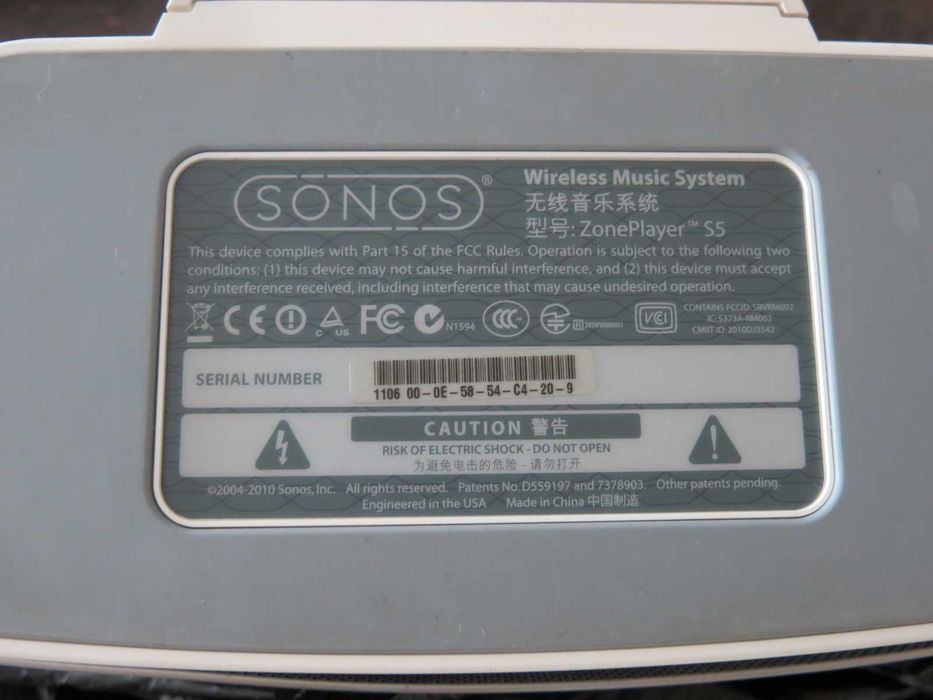 SONOS®
Wireless Music System
无线音乐系统
型号: ZonePlayer™ S5
This device complies with Part 15 of the FCC Rules. Operation is subject to the following two
conditions: (1) this device may not cause harmful interference, and (2) this device must accept
any interference received, including interference that may cause undesired operation.
CE
C US
FC
N1594
CCC
R
VCI
CONTAINS FCCID: SBVRM002
IC: 5373A-RM002
CMIIT ID: 2010DJ3542
SERIAL NUMBER
1106 00-0E-58-54-C4-20-9
CAUTION 警告
RISK OF ELECTRIC SHOCK - DO NOT OPEN
为避免电击的危险 - 请勿打开
©2004-2010 Sonos, Inc. All rights reserved. Patents No. D559197 and 7378903. Other patents pending.
Engineered in the USA Made in China 中国制造